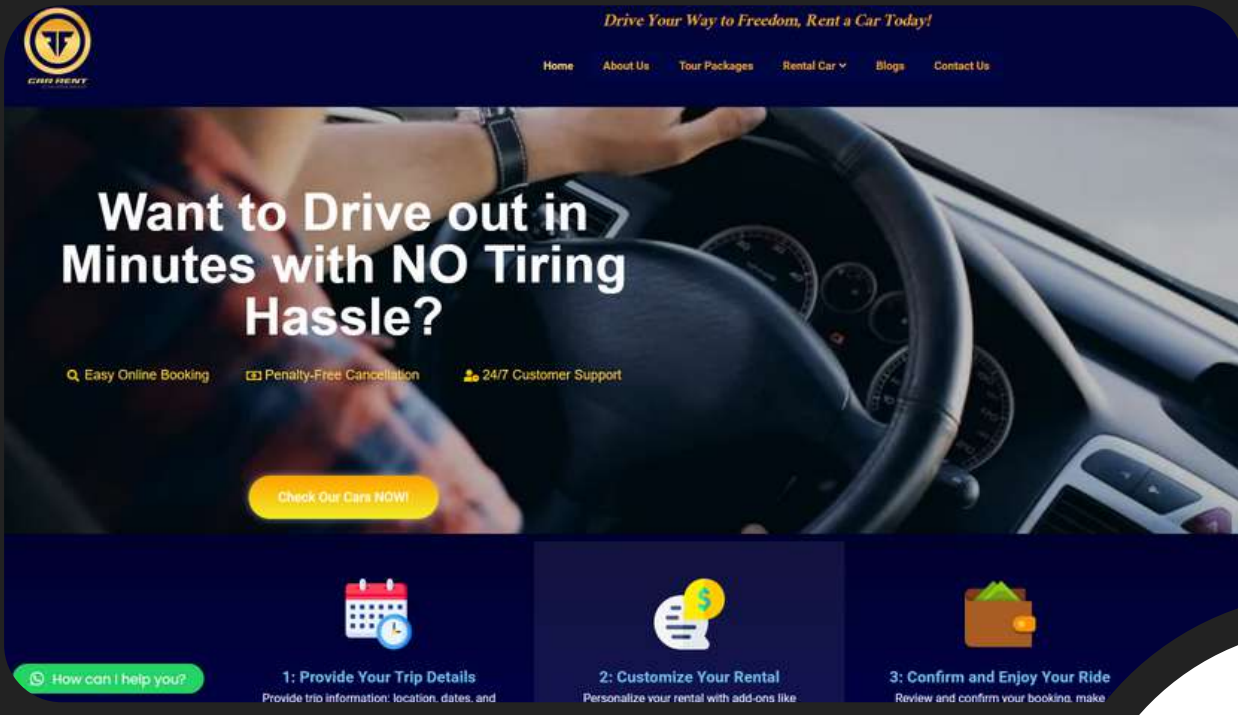 Drive Your Way to Freedom, Rent a Car Today!
CAR RENT
Home About Us Tour Packages Rental Car Blogs Contact Us
Want to Drive out in
Minutes with NO Tiring
Hassle?
Easy Online Booking Penalty-Free Cancellation 24/7 Customer Support
Check Our Cars NOW!
1: Provide Your Trip Details
Provide trip information: location, dates, and
2: Customize Your Rental
Personalize your rental with add-ons like
3: Confirm and Enjoy Your Ride
Review and confirm your booking, make
How can I help you?